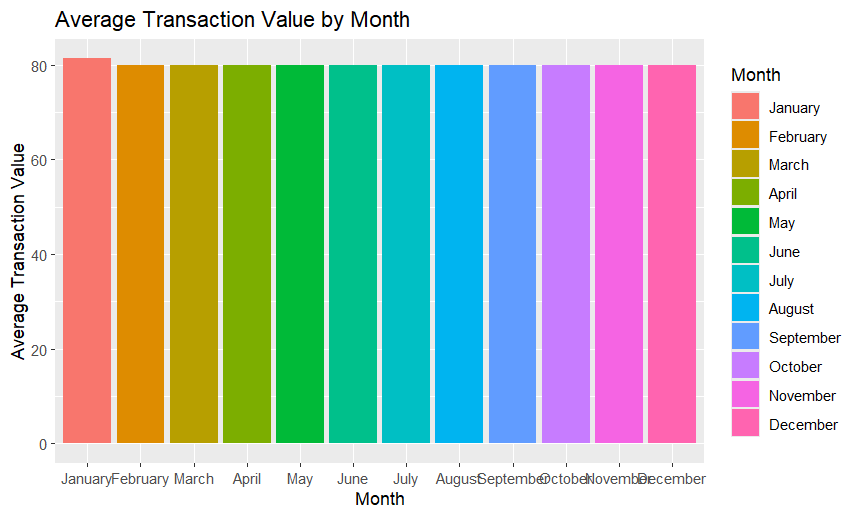 Average Transaction Value by Month
Average Transaction Value
80
60
40
20
0
January February March April May June July August September October November December
Month
Month
January
February
March
April
May
June
July
August
September
October
November
December